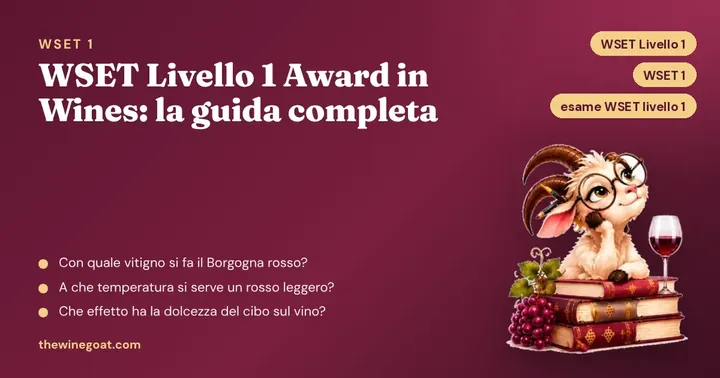 WSET 1
WSET Livello 1 Award in
Wines: la guida completa
WSET Livello 1
WSET 1
esame WSET livello 1
Con quale vitigno si fa il Borgogna rosso?
A che temperatura si serve un rosso leggero?
Che effetto ha la dolcezza del cibo sul vino?
thewinegoat.com